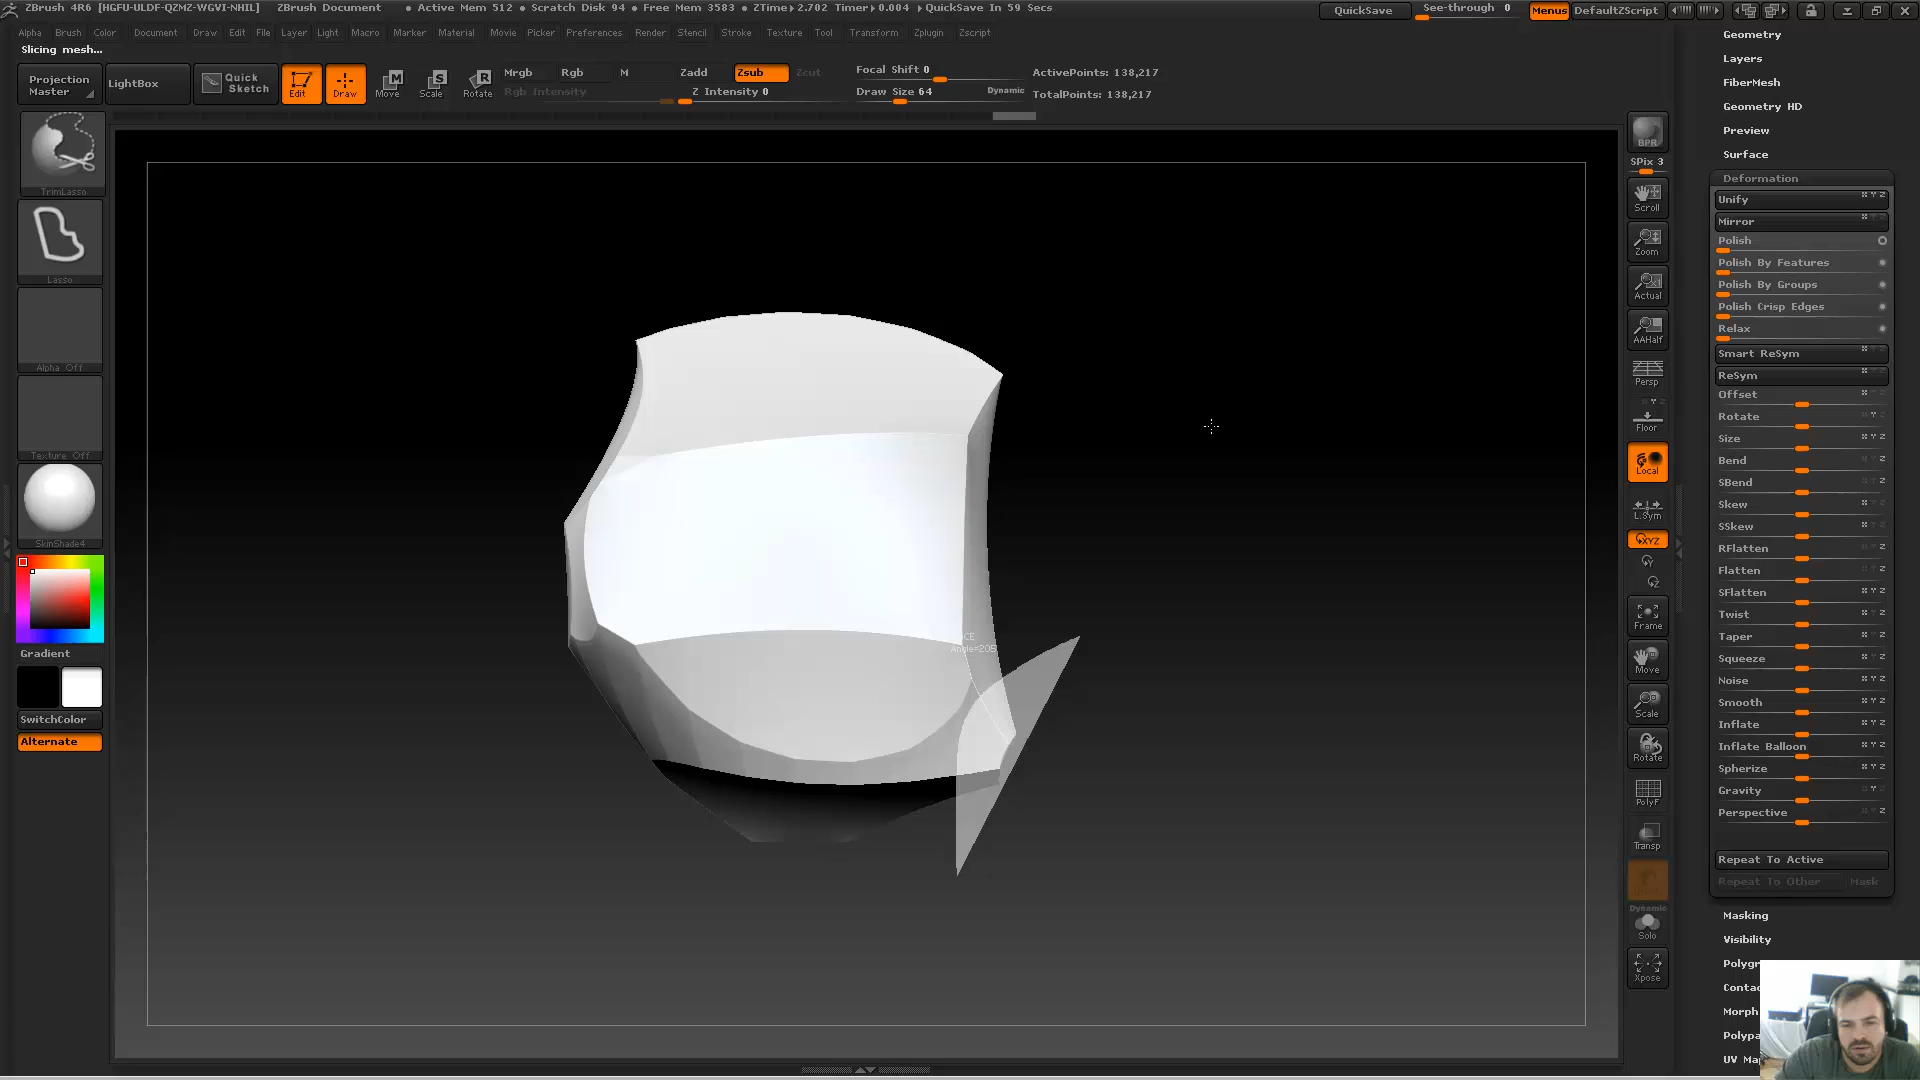 ZBrush 4R6 [HGFU-ULDF-QZMZ-WGVI-NHIL] ZBrush Document • Active Mem 512 • Scratch Disk 94 • Free Mem 3583 • ZTime▸2.702 Timer▸0.004 • QuickSave In 59 Secs QuickSave See-through 0 Menus DefaultZScript
Alpha Brush Color Document Draw Edit File Layer Light Macro Marker Material Movie Picker Preferences Render Stencil Stroke Texture Tool Transform Zplugin Zscript
Slicing mesh...
Projection Master
LightBox
Quick Sketch
Edit
Draw
Move
Scale
Rotate
Mrgb Rgb M
Rgb Intensity
Zadd Zsub Zcut
Z Intensity 0
Focal Shift 0
Draw Size 64
Dynamic
ActivePoints: 138,217
TotalPoints: 138,217
TrimLasso
Lasso
Alpha Off
Texture Off
SkinShade4
Gradient
SwitchColor
Alternate
Angle=205
BPR
SPix 3
Scroll
Zoom
Actual
AAHalf
Persp
Floor
Local
L.Sym
XYZ
Y
Z
Frame
Move
Scale
Rotate
PolyF
Transp
Dynamic
Solo
Xpose
Geometry
Layers
FiberMesh
Geometry HD
Preview
Surface
Deformation
Unify
Mirror
Polish
Polish By Features
Polish By Groups
Polish Crisp Edges
Relax
Smart ReSym
ReSym
Offset
Rotate
Size
Bend
SBend
Skew
SSkew
RFlatten
Flatten
SFlatten
Twist
Taper
Squeeze
Noise
Smooth
Inflate
Inflate Balloon
Spherize
Gravity
Perspective
Repeat To Active
Repeat To Other Mask
Masking
Visibility
Polygr
Contac
Morph
Polypa
UV Ma